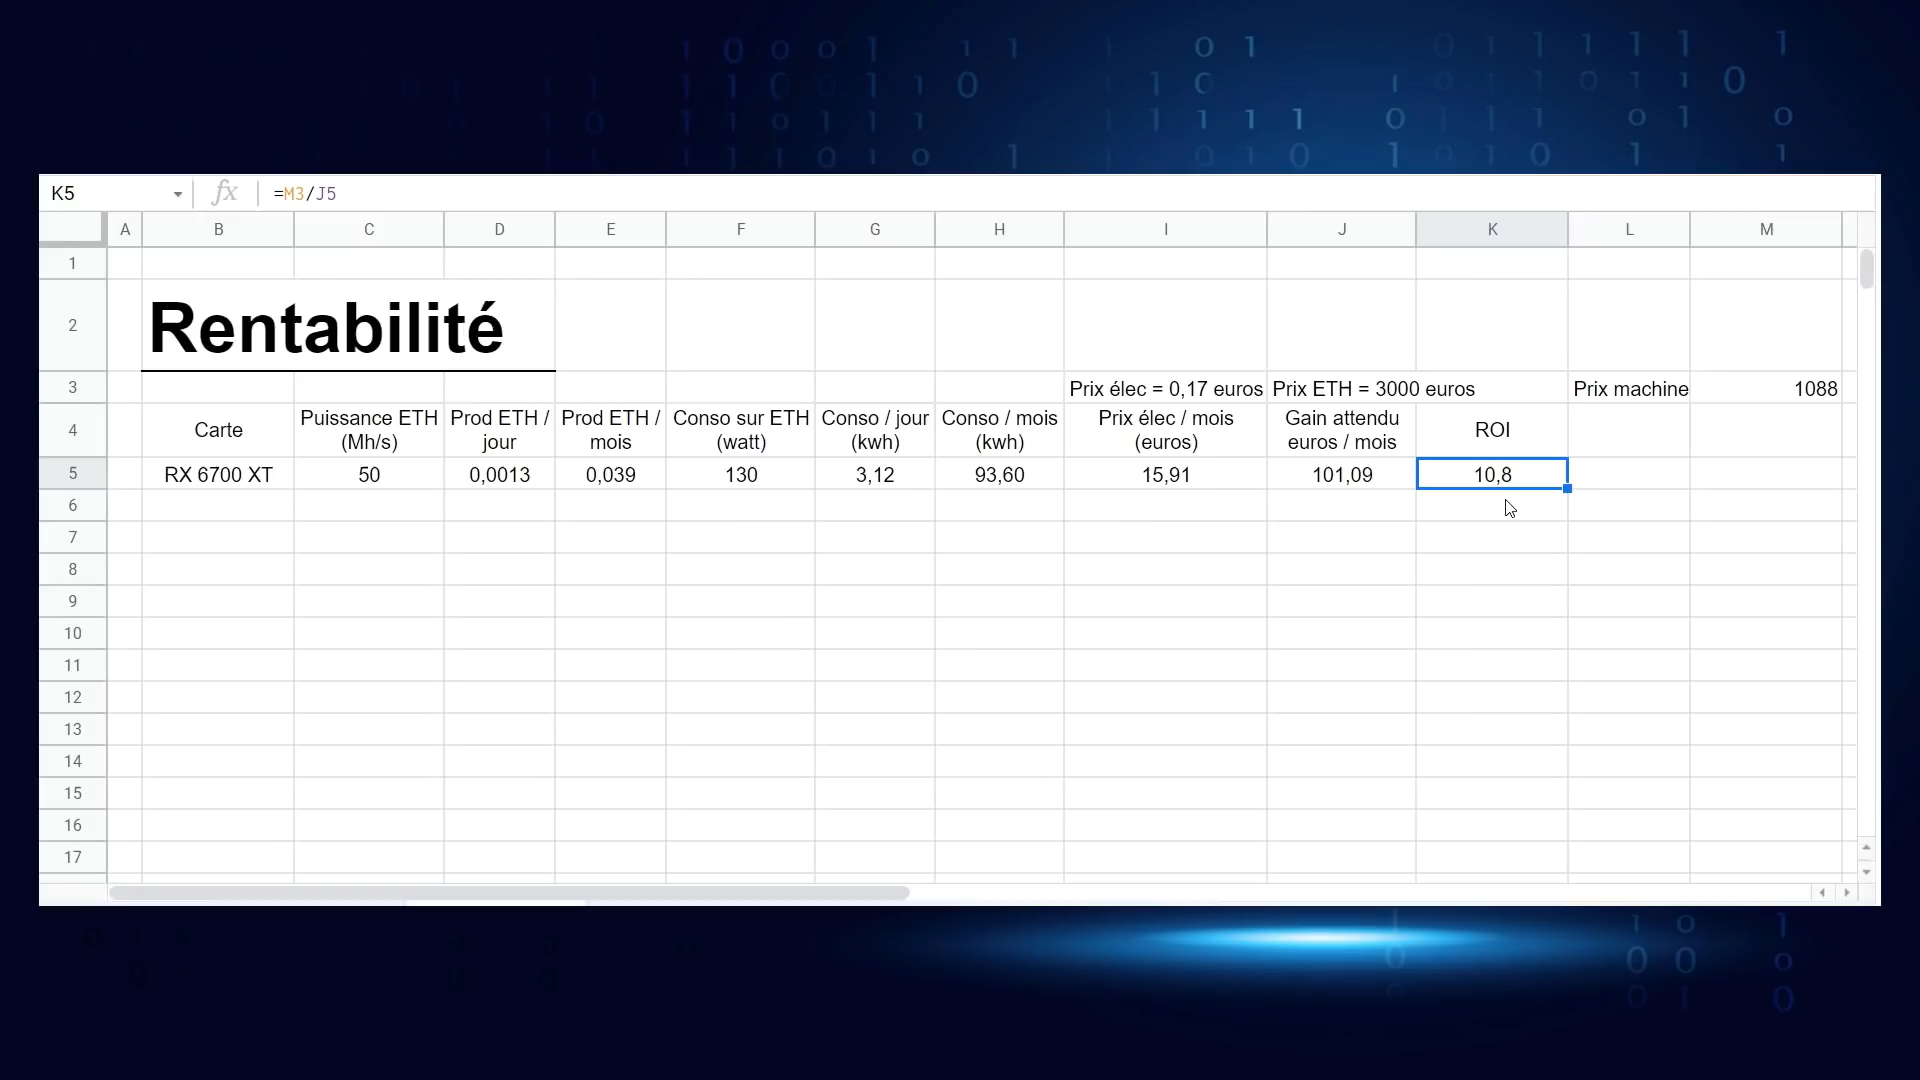 K5 =M3/J5
A B C D E F G H I J K L M
1
2 Rentabilité
3 Prix élec = 0,17 euros Prix ETH = 3000 euros Prix machine 1088
4 Carte Puissance ETH (Mh/s) Prod ETH / jour Prod ETH / mois Conso sur ETH (watt) Conso / jour (kwh) Conso / mois (kwh) Prix élec / mois (euros) Gain attendu euros / mois ROI
5 RX 6700 XT 50 0,0013 0,039 130 3,12 93,60 15,91 101,09 10,8
6
7
8
9
10
11
12
13
14
15
16
17